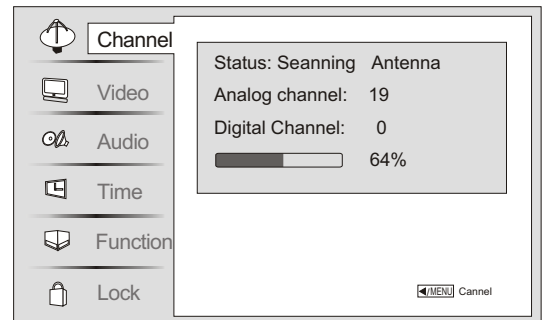 Channel
Video
Audio
Time
Function
Lock
Status: Seanning Antenna
Analog channel: 19
Digital Channel: 0
64%
◀/MENU Cannel